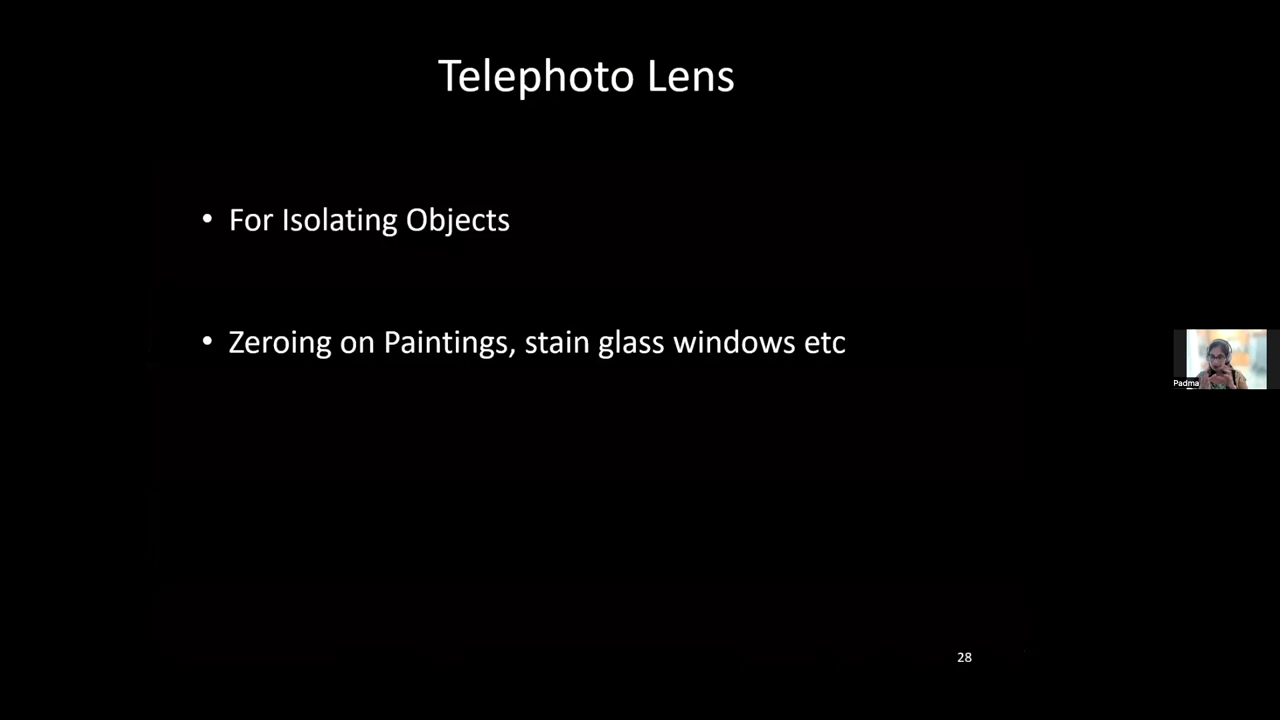 Telephoto Lens
• For Isolating Objects
• Zeroing on Paintings, stain glass windows etc
Padma
28